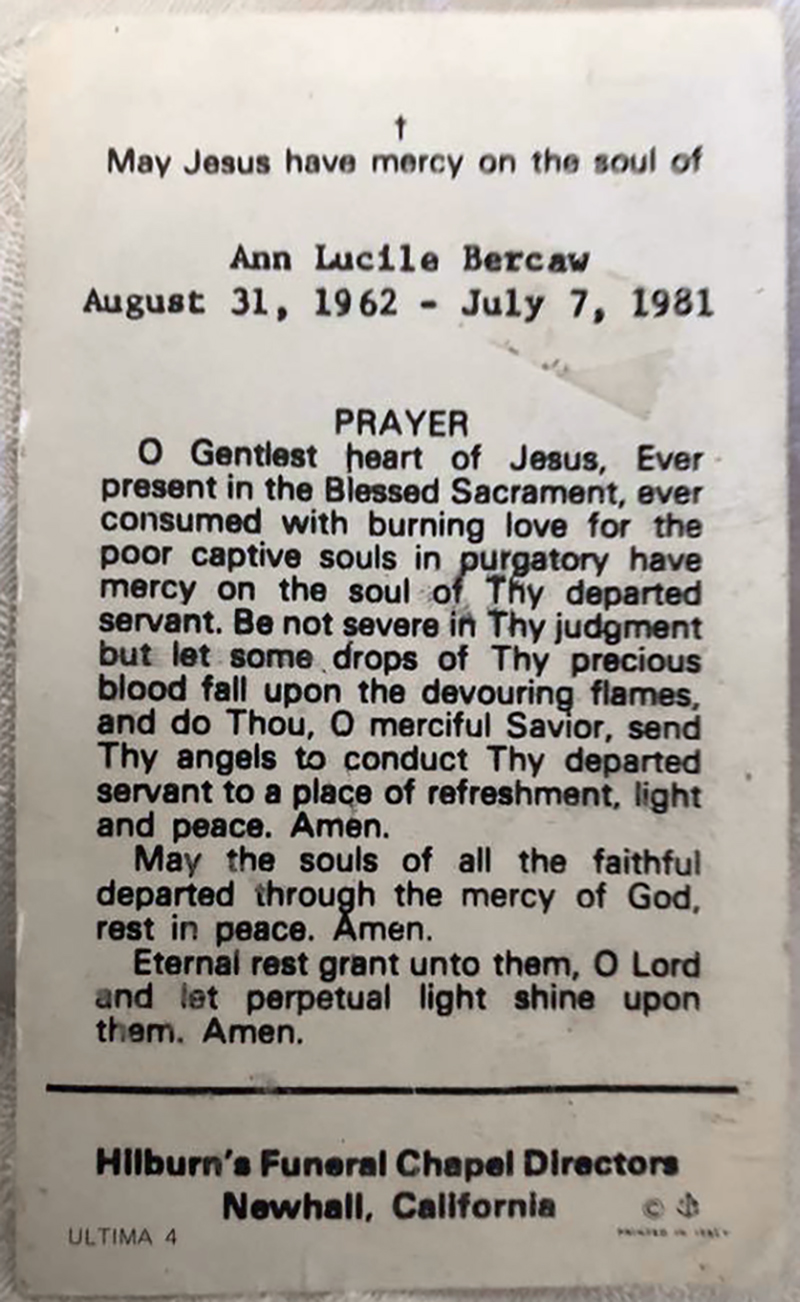 †
May Jesus have mercy on the soul of
Ann Lucile Bercaw
August 31, 1962 - July 7, 1981
PRAYER
O Gentlest heart of Jesus, Ever
present in the Blessed Sacrament, ever
consumed with burning love for the
poor captive souls in purgatory have
mercy on the soul of Thy departed
servant. Be not severe in Thy judgment
but let some drops of Thy precious
blood fall upon the devouring flames,
and do Thou, O merciful Savior, send
Thy angels to conduct Thy departed
servant to a place of refreshment, light
and peace. Amen.
May the souls of all the faithful
departed through the mercy of God,
rest in peace. Amen.
Eternal rest grant unto them, O Lord
and let perpetual light shine upon
them. Amen.
Hilburn's Funeral Chapel Directors
Newhall, California
©
ULTIMA 4
PRINTED IN ITALY